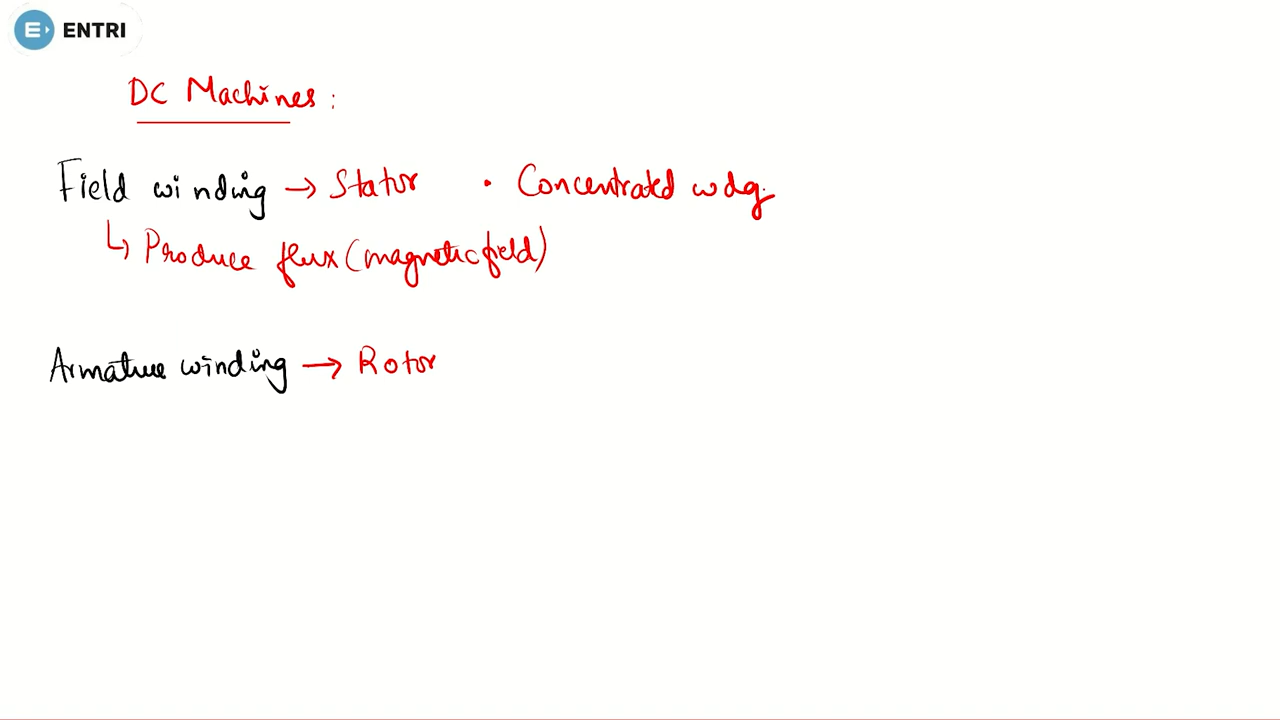 ENTRI
DC Machines :
Field winding → Stator • Concentrated wdg.
↳ Produce flux (magnetic field)
Armature winding → Rotor